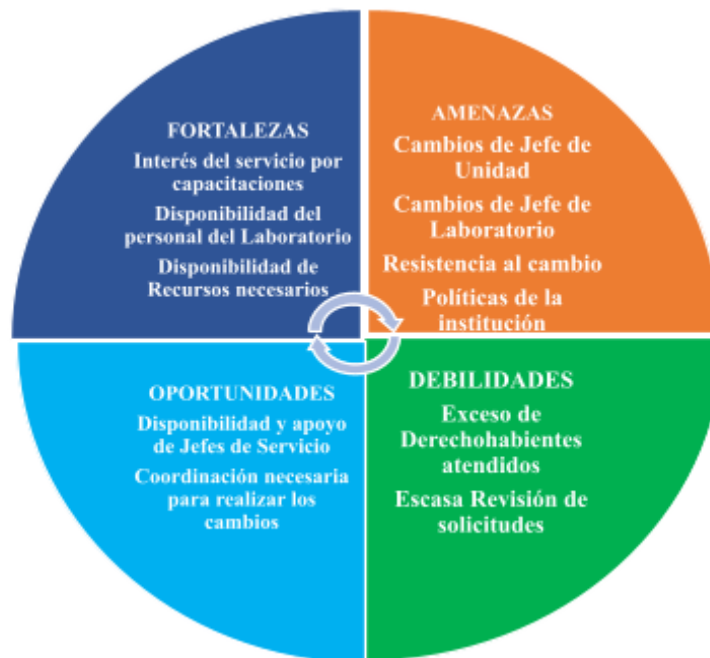 FORTALEZAS
Interés del servicio por
capacitaciones
Disponibilidad del
personal del Laboratorio
Disponibilidad de
Recursos necesarios
AMENAZAS
Cambios de Jefe de
Unidad
Cambios de Jefe de
Laboratorio
Resistencia al cambio
Políticas de la
institución
OPORTUNIDADES
Disponibilidad y apoyo
de Jefes de Servicio
Coordinación necesaria
para realizar los
cambios
DEBILIDADES
Exceso de
Derechohabientes
atendidos
Escasa Revisión de
solicitudes